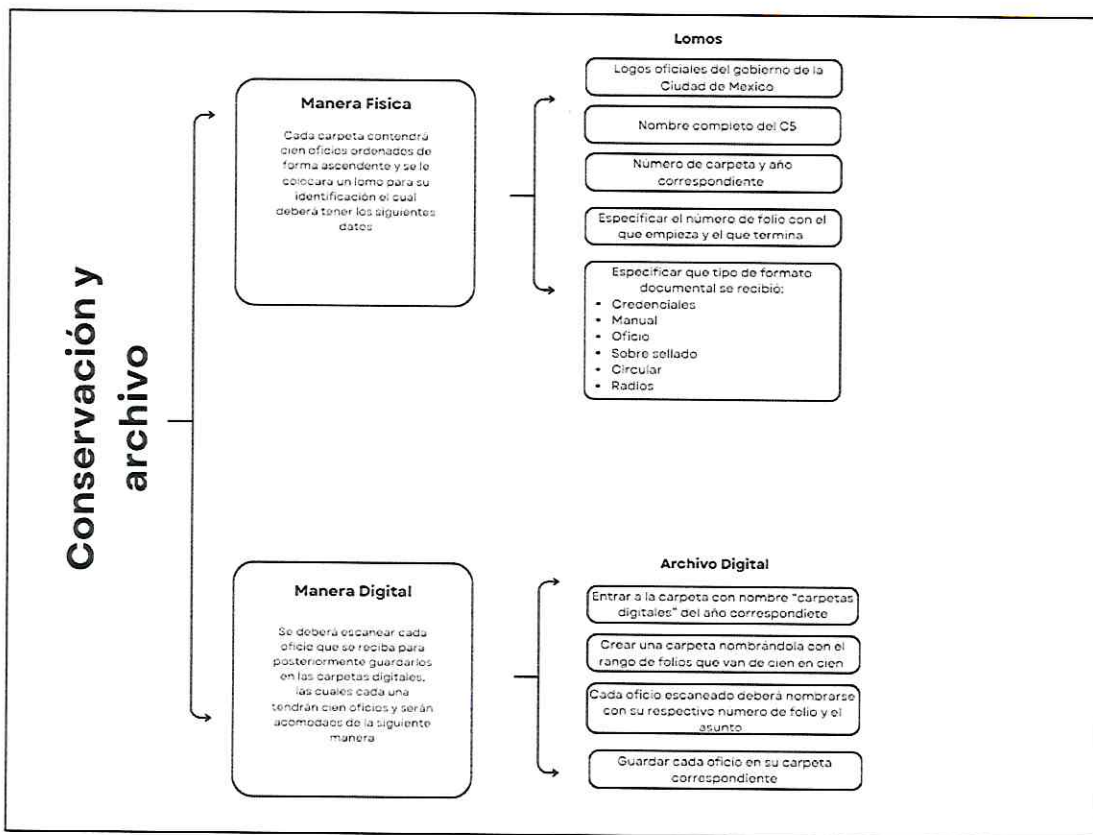 Conservación y
archivo
Manera Fisica
Cada carpeta contendrá
cien oficios ordenados de
forma ascendente y se le
colocara un lomo para su
identificación el cual
deberá tener los siguientes
datos
Lomos
Logos oficiales del gobierno de la
Ciudad de Mexico
Nombre completo del C5
Número de carpeta y año
correspondiente
Especificar el número de folio con el
que empieza y el que termina
Especificar que tipo de formato
documental se recibió:
• Credenciales
• Manual
• Oficio
• Sobre sellado
• Circular
• Radios
Manera Digital
Se deberá escanear cada
oficio que se reciba para
posteriormente guardarlos
en las carpetas digitales,
las cuales cada una
tendrán cien oficios y serán
acomodaos de la siguiente
manera
Archivo Digital
Entrar a la carpeta con nombre "carpetas
digitales" del año correspondiete
Crear una carpeta nombrándola con el
rango de folios que van de cien en cien
Cada oficio escaneado deberá nombrarse
con su respectivo numero de folio y el
asunto
Guardar cada oficio en su carpeta
correspondiente